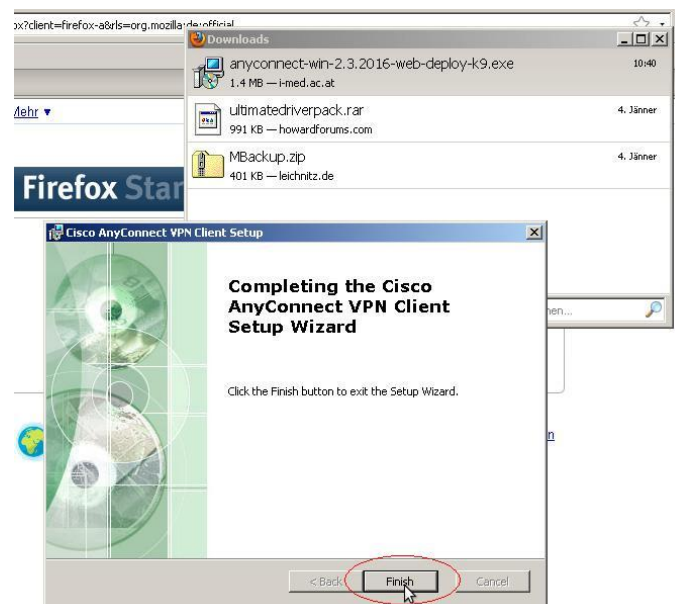 ox?client=firefox-a&rls=org.mozilla:de:official
Downloads
anyconnect-win-2.3.2016-web-deploy-k9.exe
10:40
1.4 MB — i-med.ac.at
Mehr ▼
ultimatedriverpack.rar
4. Jänner
991 KB — howardforums.com
MBackup.zip
4. Jänner
401 KB — leichnitz.de
Firefox Star
Cisco AnyConnect VPN Client Setup
Completing the Cisco
AnyConnect VPN Client
Setup Wizard
hen...
Click the Finish button to exit the Setup Wizard.
n
< Back
Finish
Cancel